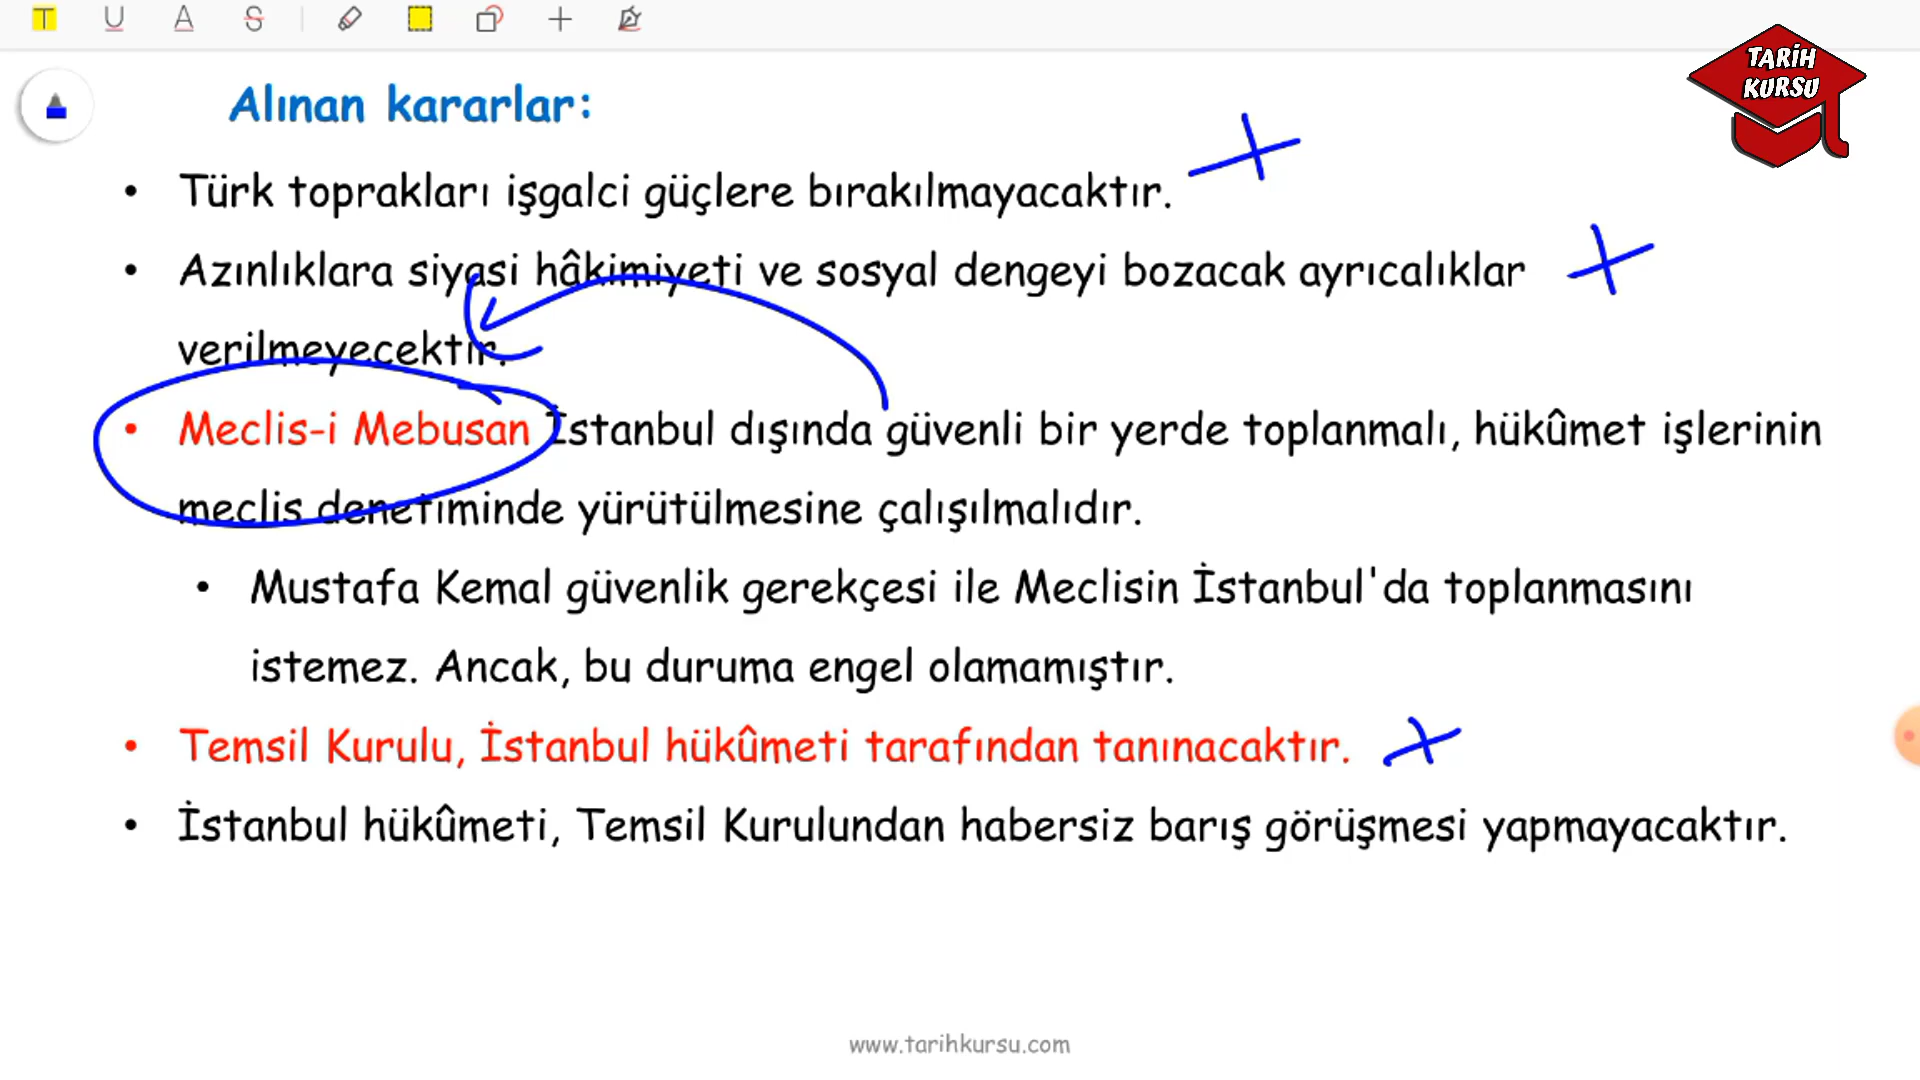 TARİH
KURSU
Alınan kararlar:
• Türk toprakları işgalci güçlere bırakılmayacaktır.
• Azınlıklara siyasi hâkimiyeti ve sosyal dengeyi bozacak ayrıcalıklar
verilmeyecektir.
• Meclis-i Mebusan İstanbul dışında güvenli bir yerde toplanmalı, hükûmet işlerinin
meclis denetiminde yürütülmesine çalışılmalıdır.
• Mustafa Kemal güvenlik gerekçesi ile Meclisin İstanbul'da toplanmasını
istemez. Ancak, bu duruma engel olamamıştır.
• Temsil Kurulu, İstanbul hükûmeti tarafından tanınacaktır.
• İstanbul hükûmeti, Temsil Kurulundan habersiz barış görüşmesi yapmayacaktır.
www.tarihkursu.com